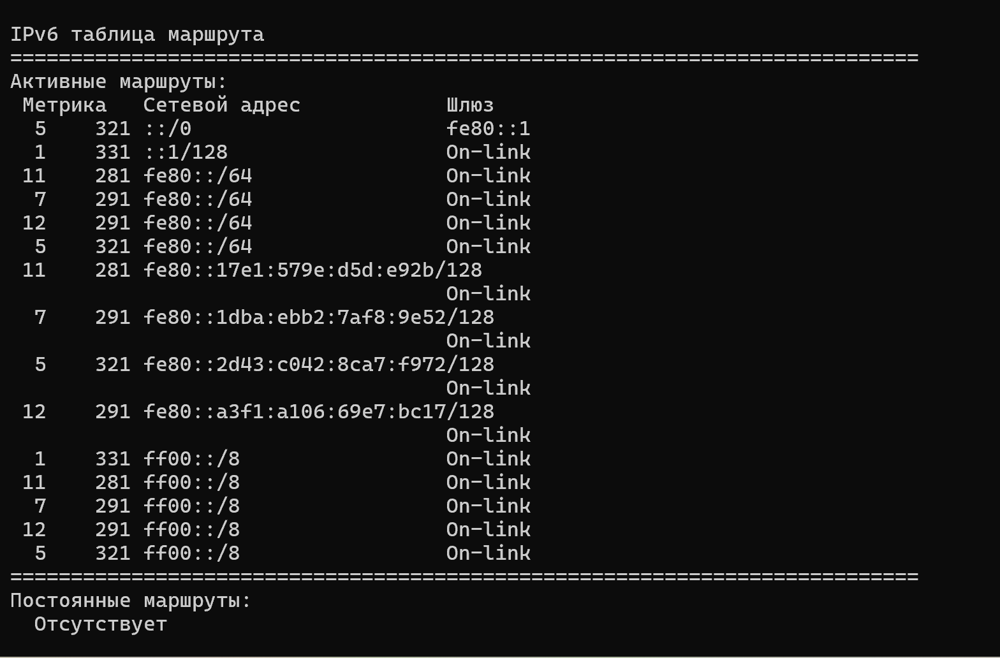 IPv6 таблица маршрута
===========================================================================
Активные маршруты:
 Метрика   Сетевой адрес            Шлюз
  5    321 ::/0                     fe80::1
  1    331 ::1/128                  On-link
 11    281 fe80::/64                On-link
  7    291 fe80::/64                On-link
 12    291 fe80::/64                On-link
  5    321 fe80::/64                On-link
 11    281 fe80::17e1:579e:d5d:e92b/128
                                    On-link
  7    291 fe80::1dba:ebb2:7af8:9e52/128
                                    On-link
  5    321 fe80::2d43:c042:8ca7:f972/128
                                    On-link
 12    291 fe80::a3f1:a106:69e7:bc17/128
                                    On-link
  1    331 ff00::/8                 On-link
 11    281 ff00::/8                 On-link
  7    291 ff00::/8                 On-link
 12    291 ff00::/8                 On-link
  5    321 ff00::/8                 On-link
===========================================================================
Постоянные маршруты:
  Отсутствует